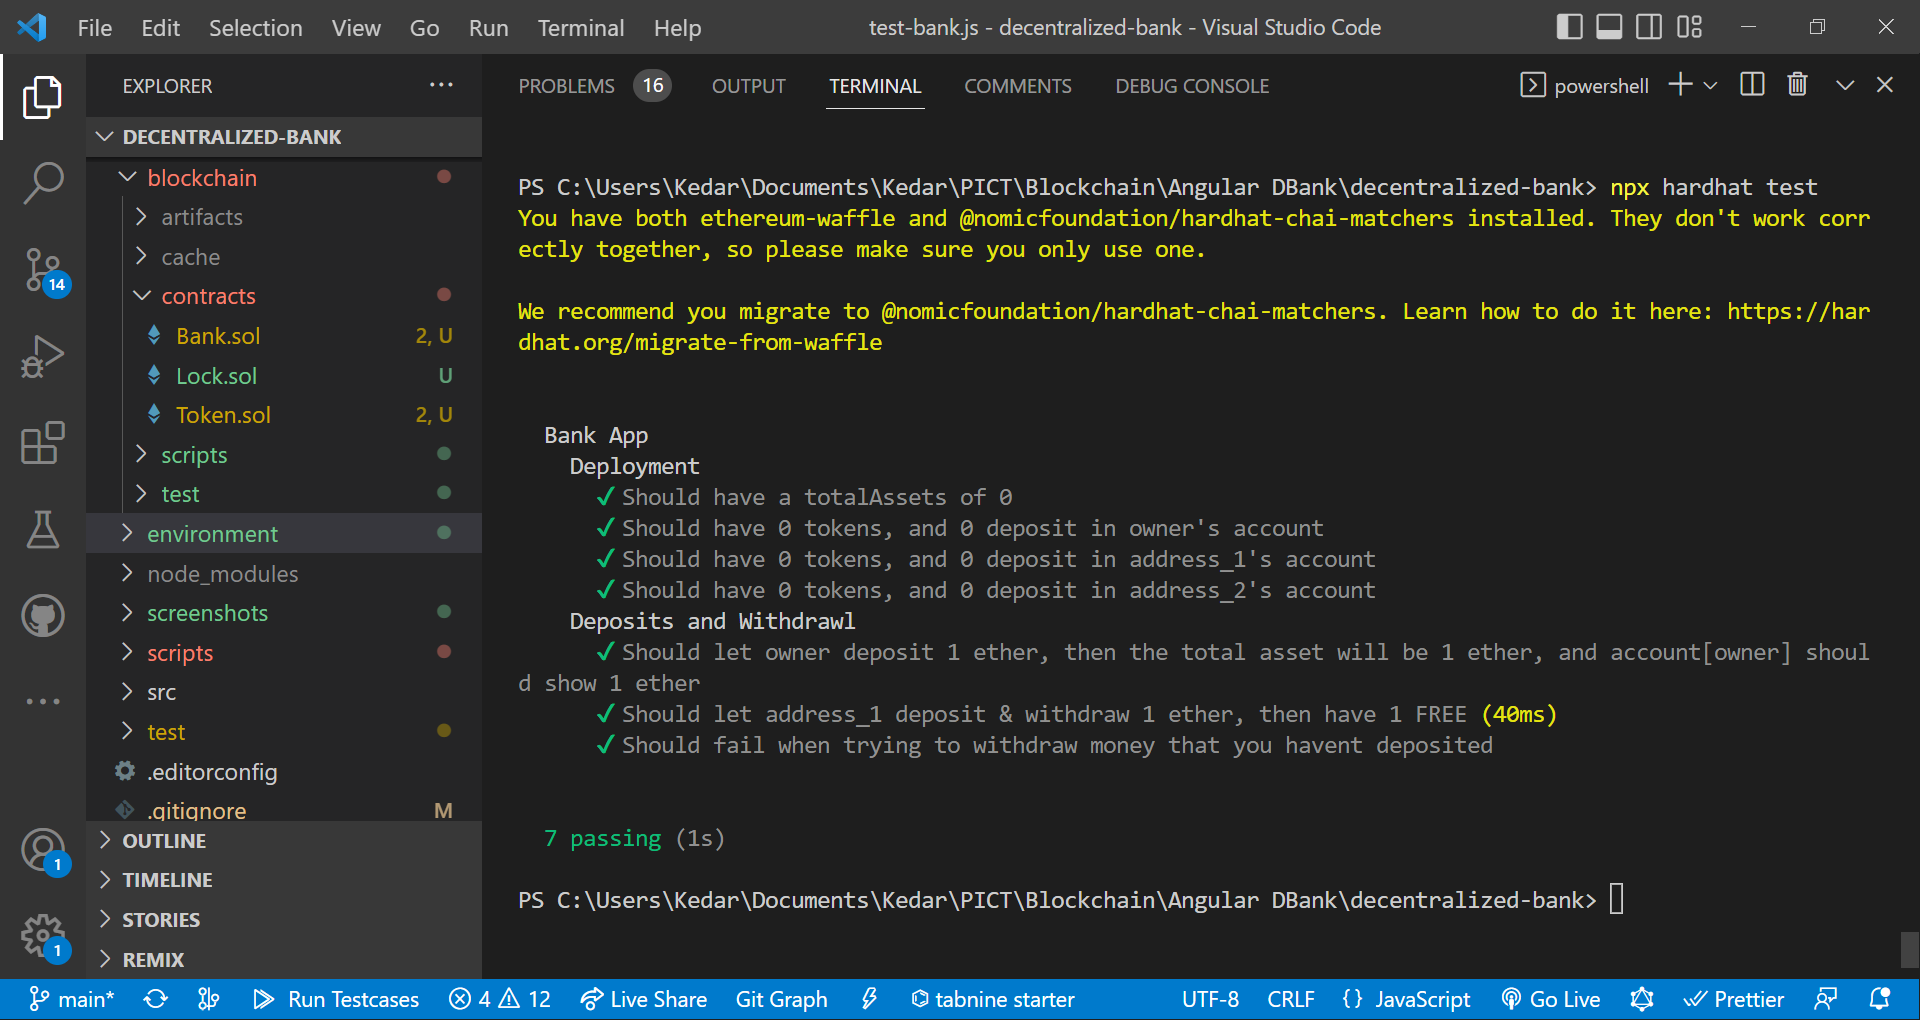 File Edit Selection View Go Run Terminal Help
test-bank.js - decentralized-bank - Visual Studio Code
EXPLORER
DECENTRALIZED-BANK
blockchain
artifacts
cache
contracts
Bank.sol 2, U
Lock.sol U
Token.sol 2, U
scripts
test
environment
node_modules
screenshots
scripts
src
test
.editorconfig
.gitignore M
OUTLINE
TIMELINE
STORIES
REMIX
14
1
1
PROBLEMS 16 OUTPUT TERMINAL COMMENTS DEBUG CONSOLE
powershell
PS C:\Users\Kedar\Documents\Kedar\PICT\Blockchain\Angular DBank\decentralized-bank> npx hardhat test
You have both ethereum-waffle and @nomicfoundation/hardhat-chai-matchers installed. They don't work corr
ectly together, so please make sure you only use one.
We recommend you migrate to @nomicfoundation/hardhat-chai-matchers. Learn how to do it here: https://har
dhat.org/migrate-from-waffle
Bank App
Deployment
✓ Should have a totalAssets of 0
✓ Should have 0 tokens, and 0 deposit in owner's account
✓ Should have 0 tokens, and 0 deposit in address_1's account
✓ Should have 0 tokens, and 0 deposit in address_2's account
Deposits and Withdrawl
✓ Should let owner deposit 1 ether, then the total asset will be 1 ether, and account[owner] shoul
d show 1 ether
✓ Should let address_1 deposit & withdraw 1 ether, then have 1 FREE (40ms)
✓ Should fail when trying to withdraw money that you havent deposited
7 passing (1s)
PS C:\Users\Kedar\Documents\Kedar\PICT\Blockchain\Angular DBank\decentralized-bank>
main* Run Testcases 4 12 Live Share Git Graph tabnine starter UTF-8 CRLF {} JavaScript Go Live Prettier